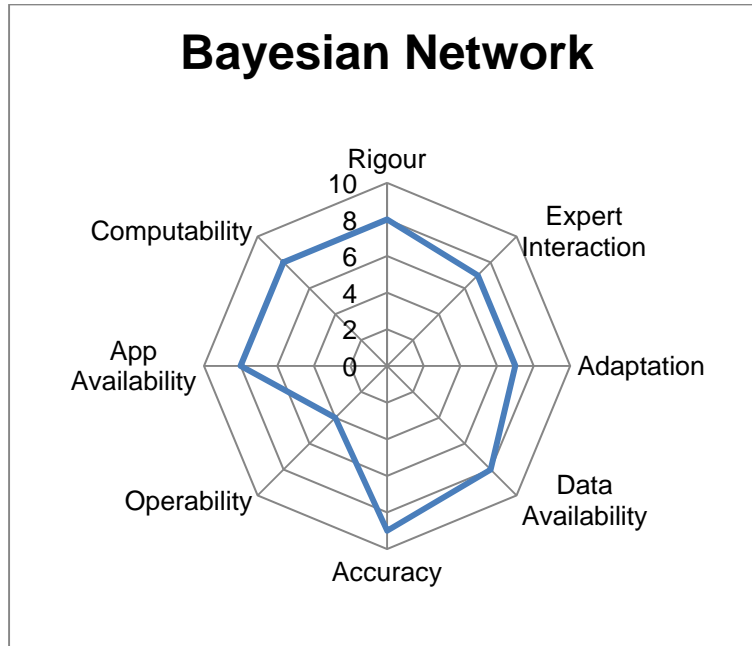 Bayesian Network
Rigour
10
8
6
4
2
0
Expert
Interaction
Adaptation
Data
Availability
Accuracy
Operability
App
Availability
Computability